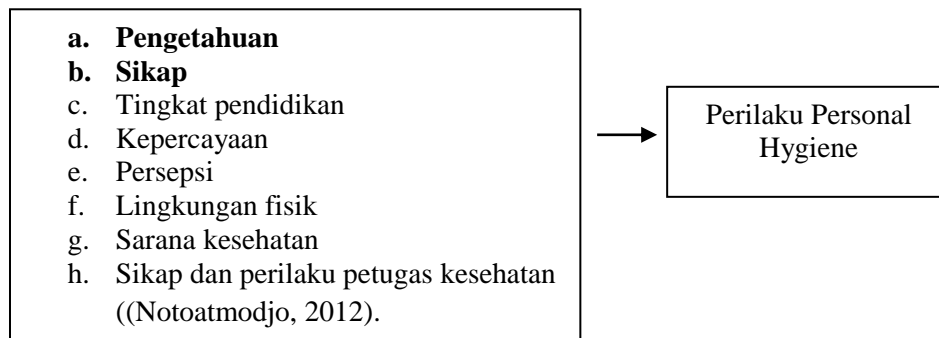 a. Pengetahuan
b. Sikap
c. Tingkat pendidikan
d. Kepercayaan
e. Persepsi
f. Lingkungan fisik
g. Sarana kesehatan
h. Sikap dan perilaku petugas kesehatan
((Notoatmodjo, 2012).
Perilaku Personal
Hygiene